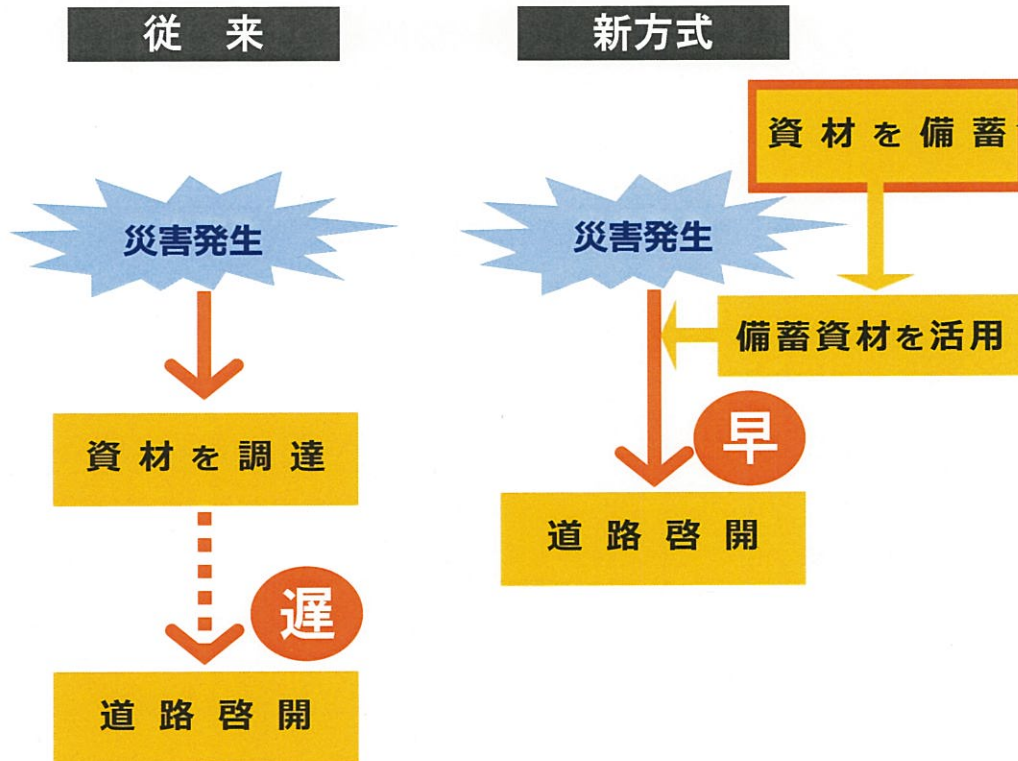 従来
災害発生
資材を調達
遅
道路啓開
新方式
資材を備蓄
災害発生
備蓄資材を活用
早
道路啓開